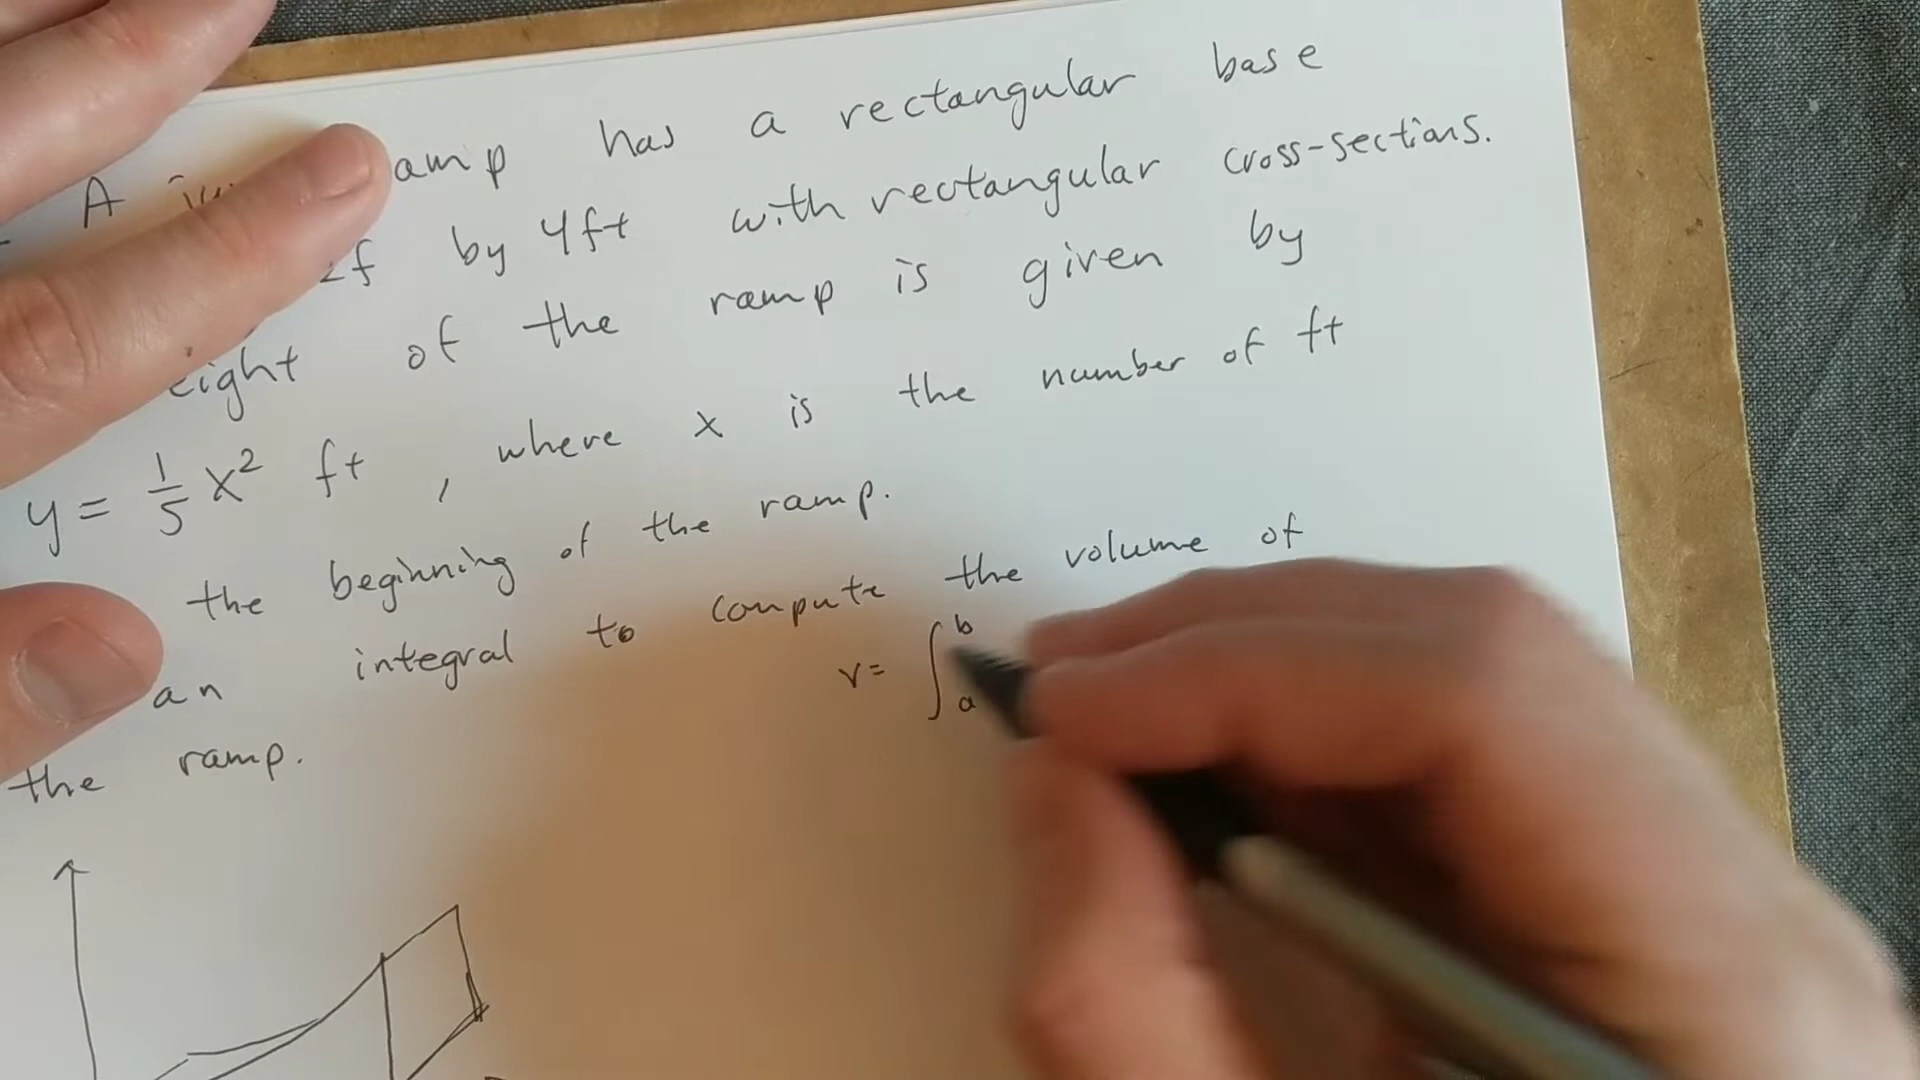 A amp has a rectangular base
by 4ft with rectangular cross-sections.
eight of the ramp is given by
y = 1/5 x² ft, where x is the number of ft
the beginning of the ramp.
an integral to compute the volume of
v = ∫ₐᵇ
the ramp.